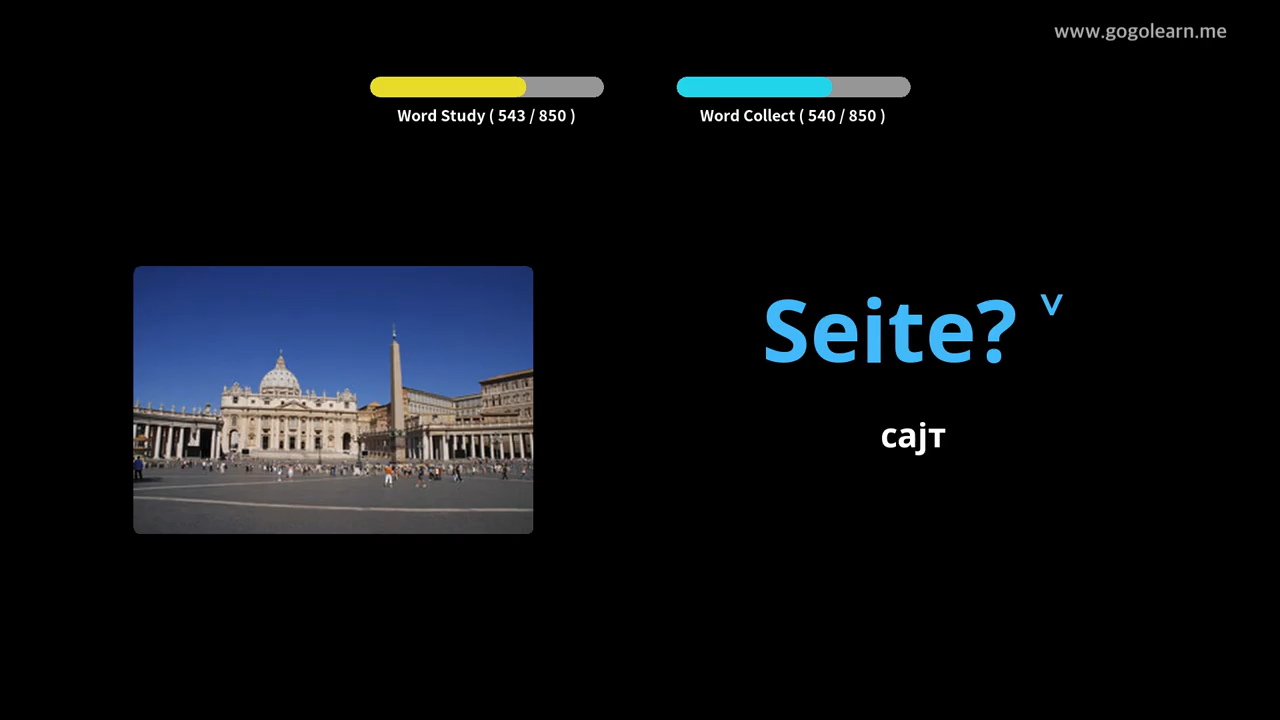 www.gogolearn.me
Word Study ( 543 / 850 )
Word Collect ( 540 / 850 )
Seite? v
сајт